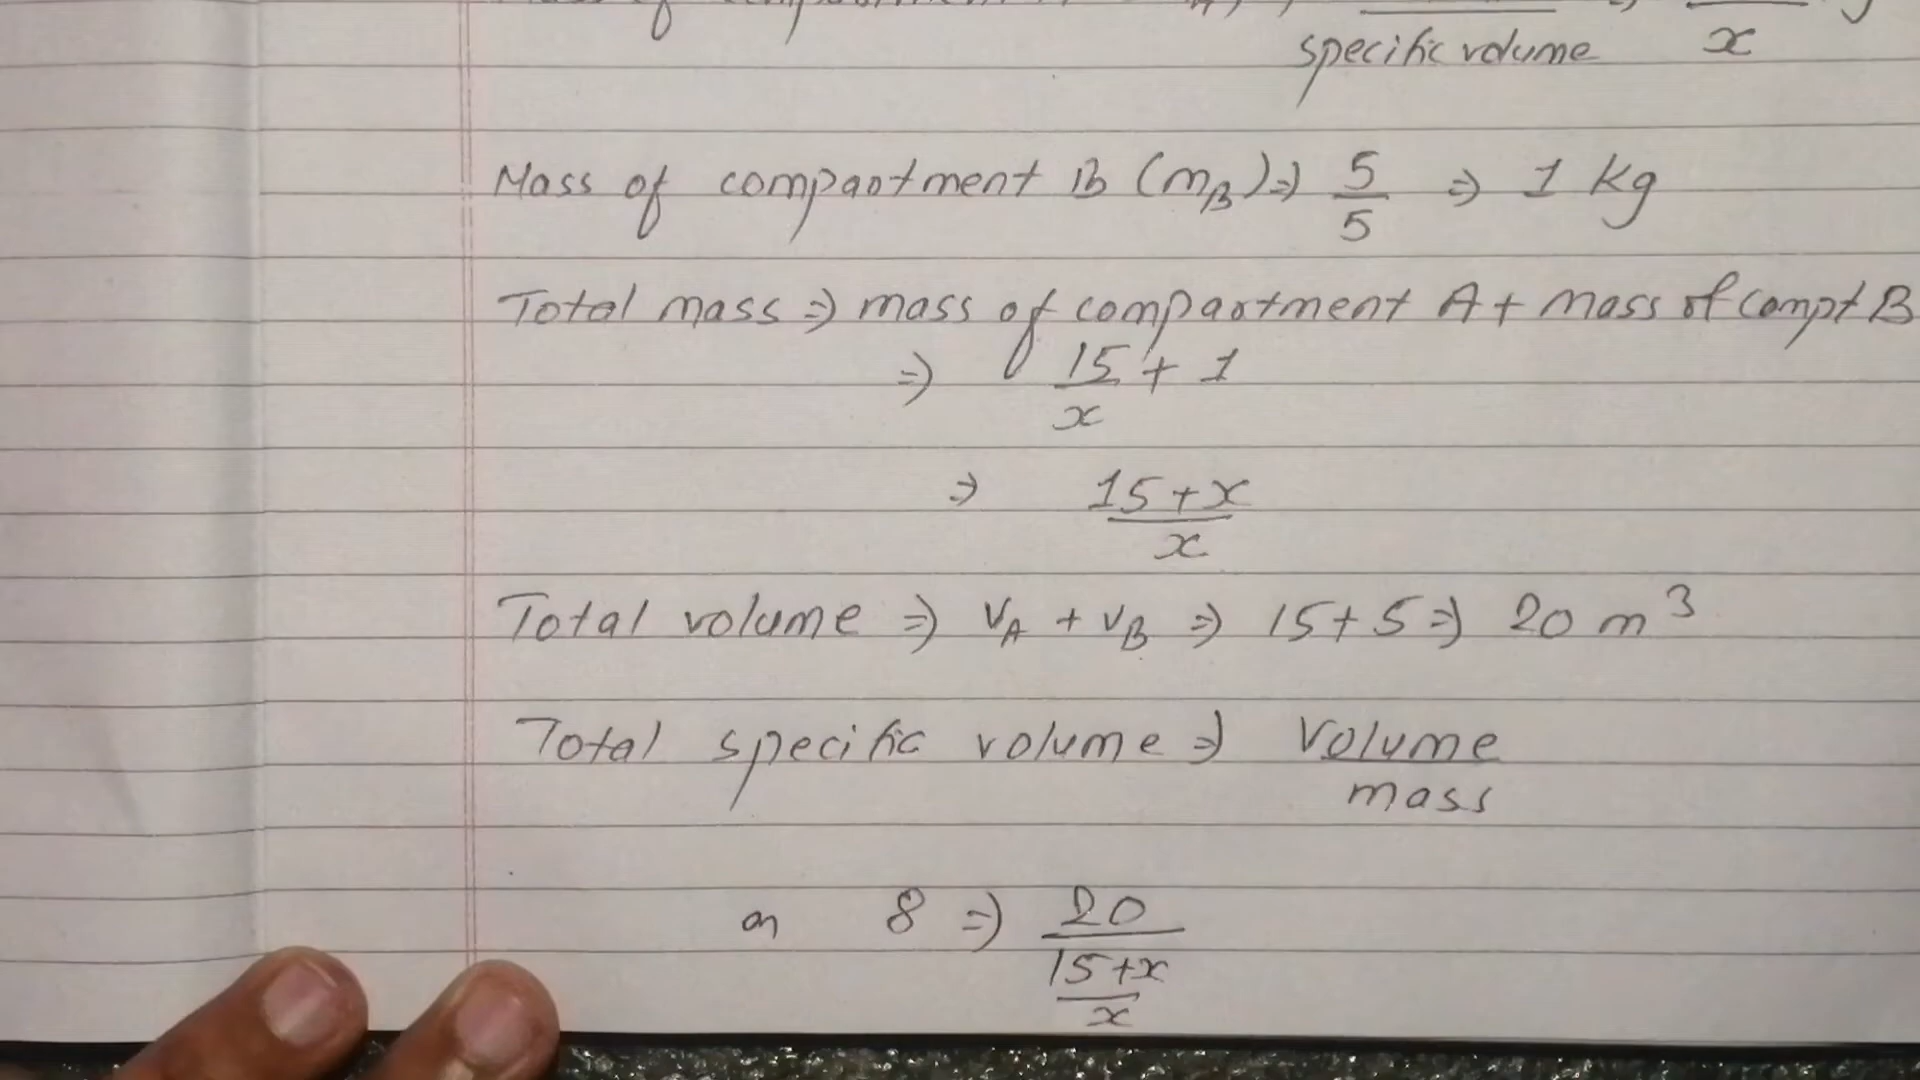 specific volume x
Mass of compartment B (mB) => 5/5 => 1 kg
Total mass => mass of compartment A + mass of compt B
=> 15/x + 1
=> 15+x/x
Total volume => VA + VB => 15+5 => 20 m³
Total specific volume => Volume/mass
or 8 => 20/(15+x/x)